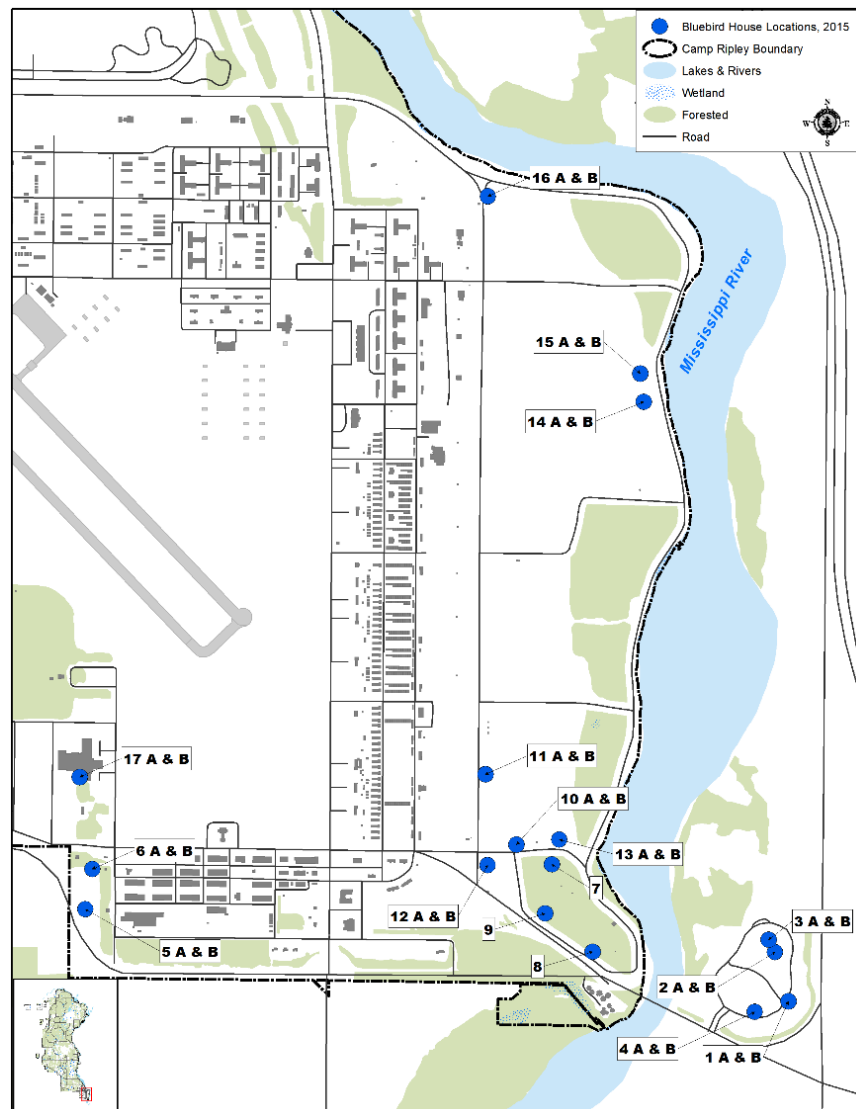 Bluebird House Locations, 2015
Camp Ripley Boundary
Lakes & Rivers
Wetland
Forested
Road
N
W
E
S
16 A & B
Mississippi River
15 A & B
14 A & B
17 A & B
11 A & B
10 A & B
6 A & B
13 A & B
7
12 A & B
9
5 A & B
8
3 A & B
2 A & B
4 A & B
1 A & B